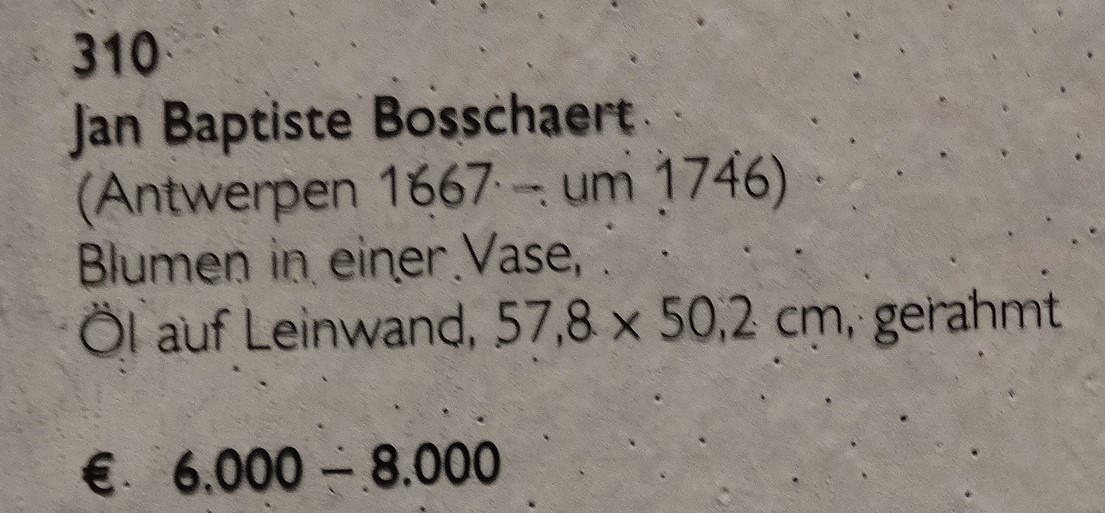 310
Jan Baptiste Bosschaert
(Antwerpen 1667 – um 1746)
Blumen in einer Vase,
Öl auf Leinwand, 57,8 x 50,2 cm, gerahmt
€ 6.000 – 8.000